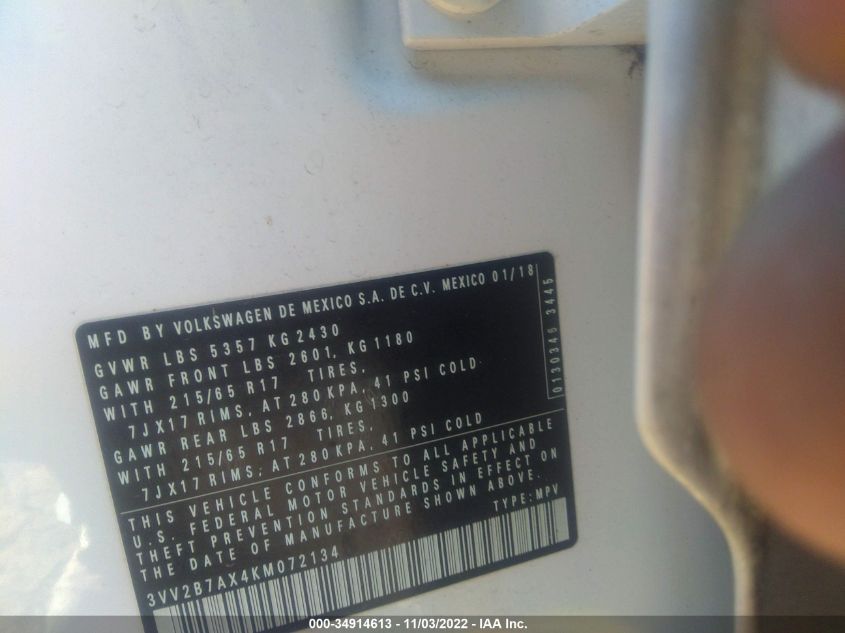 MFD BY VOLKSWAGEN DE MEXICO S.A. DE C.V. MEXICO 01/18
GVWR LBS 5357 KG 2430
GAWR FRONT LBS 2601, KG 1180
WITH 215/65 R17 TIRES,
7JX17 RIMS, AT 280 KPA, 41 PSI COLD
GAWR REAR LBS 2866, KG 1300
WITH 215/65 R17 TIRES,
7JX17 RIMS, AT 280 KPA, 41 PSI COLD
THIS VEHICLE CONFORMS TO ALL APPLICABLE
U.S. FEDERAL MOTOR VEHICLE SAFETY AND
THEFT PREVENTION STANDARDS IN EFFECT ON
THE DATE OF MANUFACTURE SHOWN ABOVE.
TYPE: MPV
3VV2B7AX4KM072134
0130346 3445
000-34914613 - 11/03/2022 - IAA Inc.